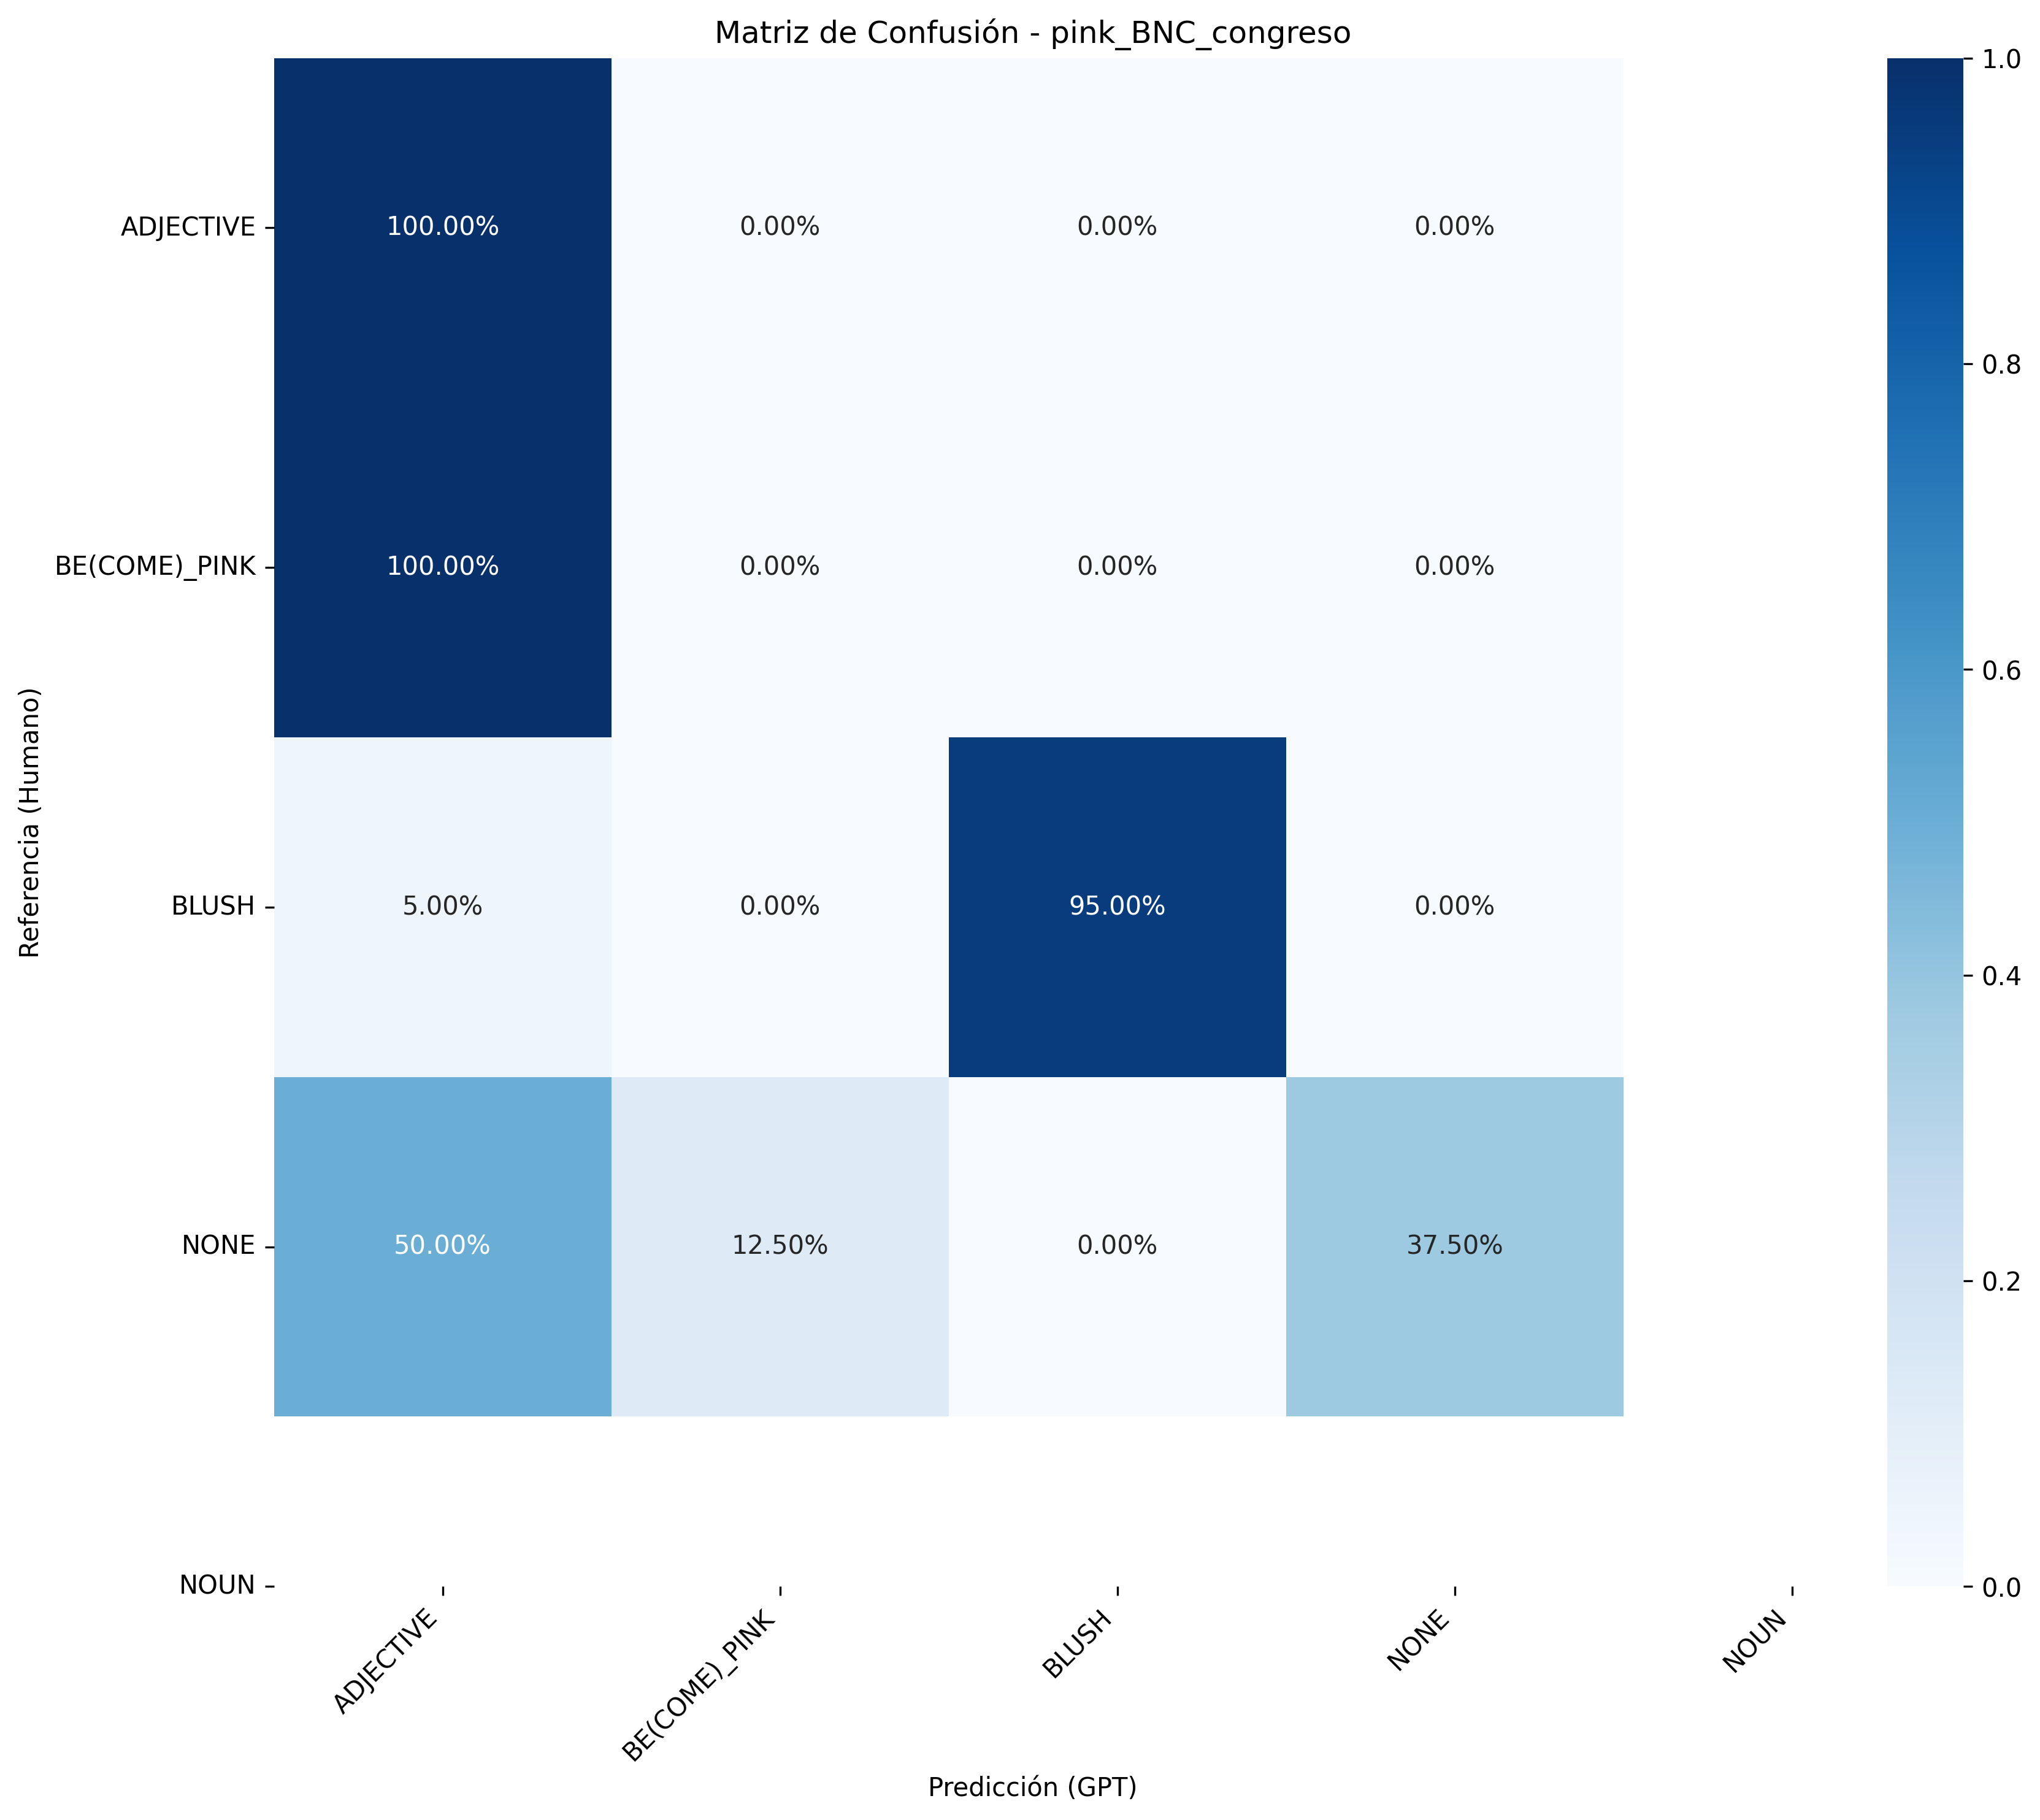 Matriz de Confusión - pink_BNC_congreso
Referencia (Humano)
ADJECTIVE 100.00% 0.00% 0.00% 0.00%
BE(COME)_PINK 100.00% 0.00% 0.00% 0.00%
BLUSH 5.00% 0.00% 95.00% 0.00%
NONE 50.00% 12.50% 0.00% 37.50%
NOUN
ADJECTIVE BE(COME)_PINK BLUSH NONE NOUN
Predicción (GPT)
1.0
0.8
0.6
0.4
0.2
0.0